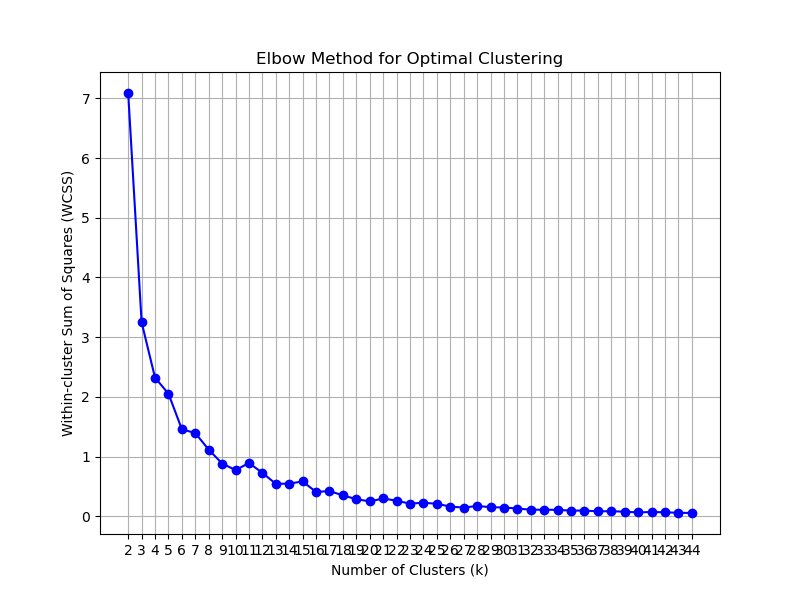 Elbow Method for Optimal Clustering
Within-cluster Sum of Squares (WCSS)
7
6
5
4
3
2
1
0
2 3 4 5 6 7 8 9 10 11 12 13 14 15 16 17 18 19 20 21 22 23 24 25 26 27 28 29 30 31 32 33 34 35 36 37 38 39 40 41 42 43 44
Number of Clusters (k)